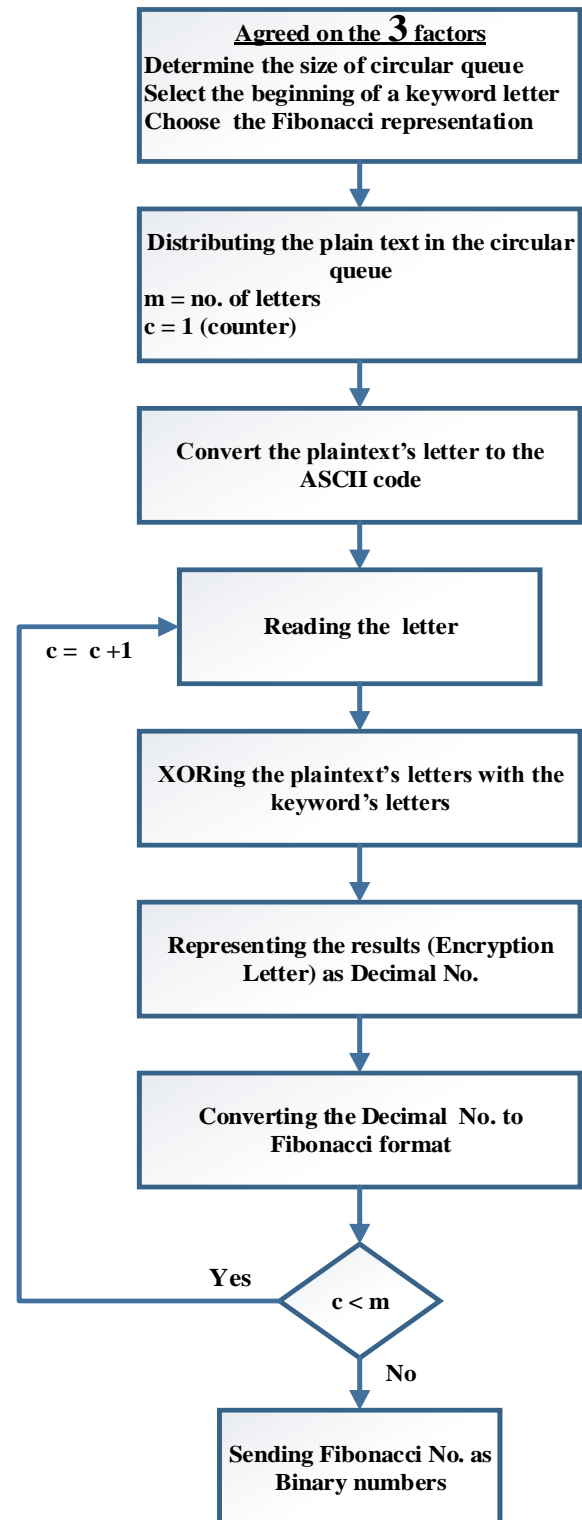 Agreed on the 3 factors
Determine the size of circular queue
Select the beginning of a keyword letter
Choose the Fibonacci representation
Distributing the plain text in the circular
queue
m = no. of letters
c = 1 (counter)
Convert the plaintext’s letter to the
ASCII code
Reading the letter
c = c +1
XORing the plaintext’s letters with the
keyword’s letters
Representing the results (Encryption
Letter) as Decimal No.
Converting the Decimal No. to
Fibonacci format
Yes
c < m
No
Sending Fibonacci No. as
Binary numbers